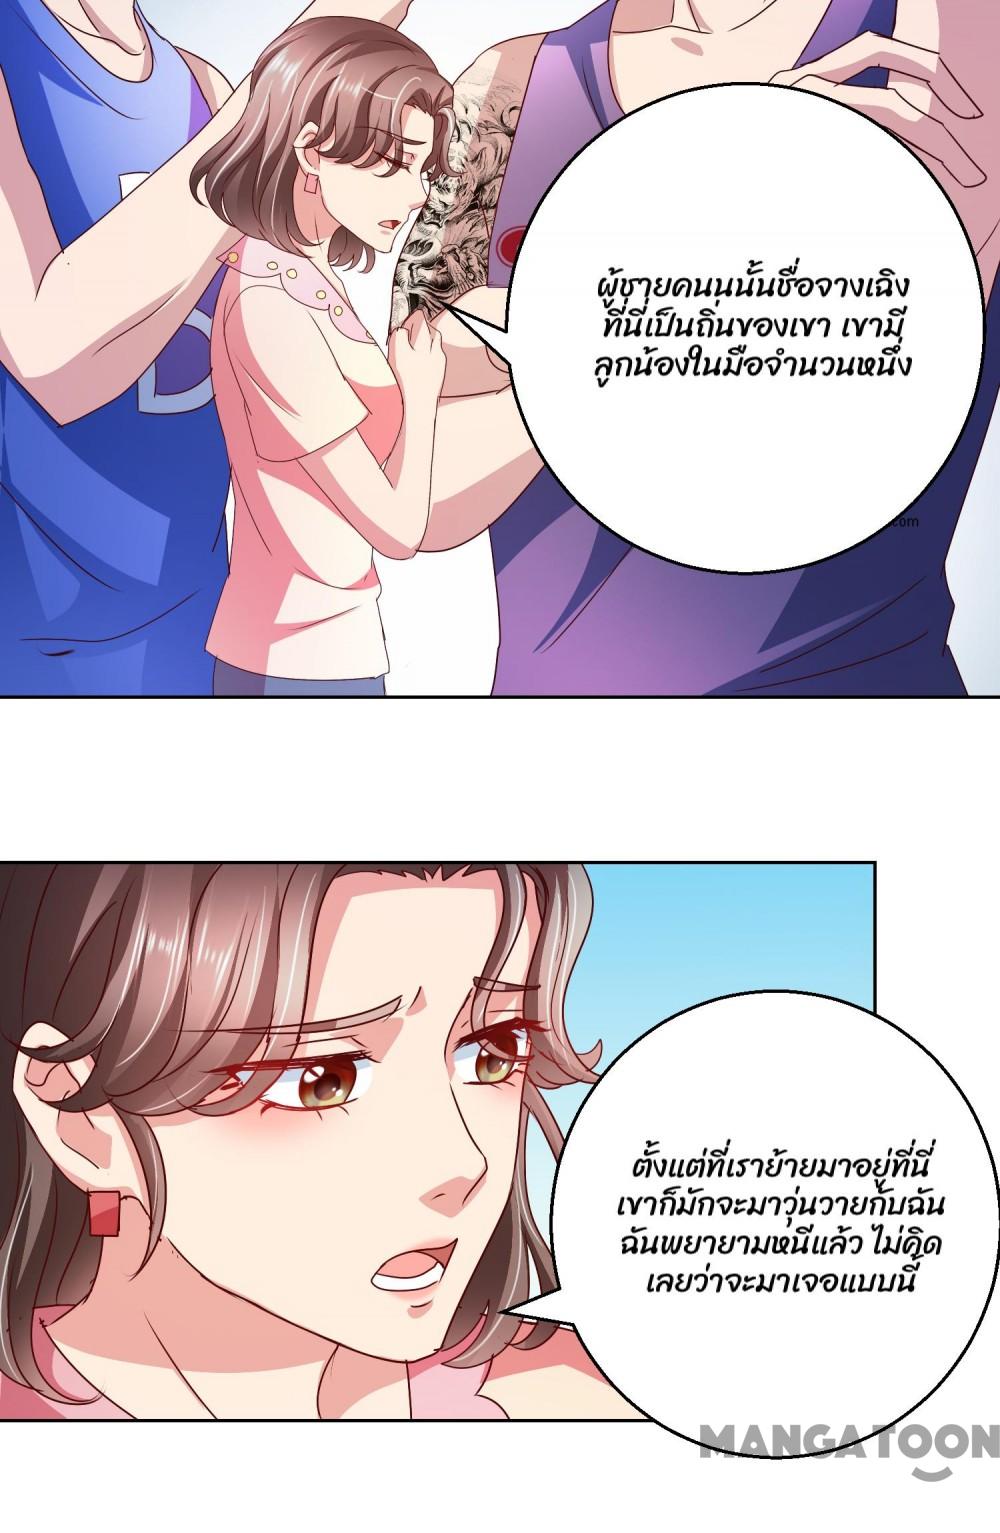 ผู้ชายคนนนั้นชื่อจางเฉิง
ที่นี่เป็นถิ่นของเขา เขามี
ลูกน้องในมือจำนวนหนึ่ง
.com
ตั้งแต่ที่เราย้ายมาอยู่ที่นี่
เขาก็มักจะมาวุ่นวายกับฉัน
ฉันพยายามหนีแล้ว ไม่คิด
เลยว่าจะมาเจอแบบนี้
MANGATOON